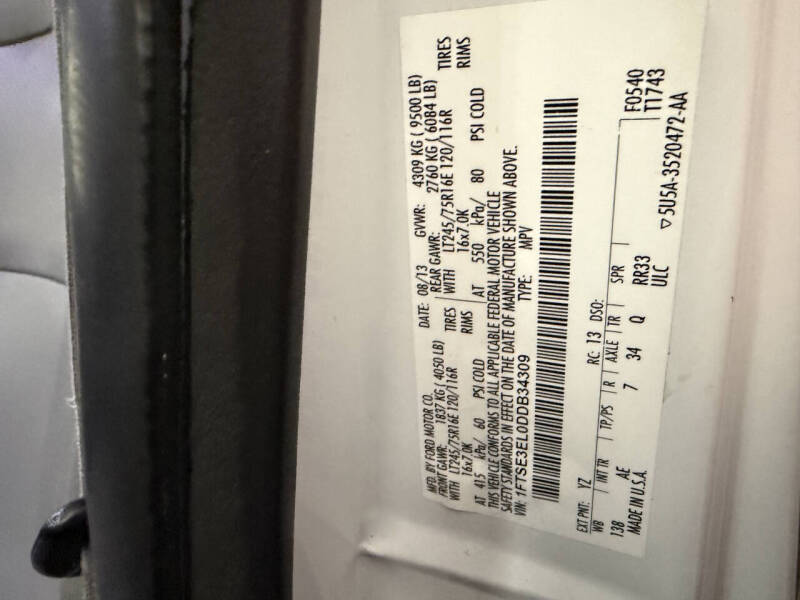 MFD. BY FORD MOTOR CO. DATE: 08/13 GVWR: 4309 KG ( 9500 LB)
FRONT GAWR: 1837 KG ( 4050 LB) REAR GAWR: 2760 KG ( 6084 LB)
WITH LT245/75R16E 120/116R TIRES WITH LT245/75R16E 120/116R TIRES
16x7.0K RIMS 16x7.0K RIMS
AT 415 kPa/ 60 PSI COLD AT 550 kPa/ 80 PSI COLD
THIS VEHICLE CONFORMS TO ALL APPLICABLE FEDERAL MOTOR VEHICLE
SAFETY STANDARDS IN EFFECT ON THE DATE OF MANUFACTURE SHOWN ABOVE.
VIN: 1FTSE3EL0DDB34309 TYPE: MPV
F0540
T1743
EXT PNT: YZ RC: 13 DSO:
WB INT TR TP/PS R AXLE TR SPR
138 AE 7 34 Q RR33
MADE IN U.S.A. ULC
▽5U5A-3520472-AA